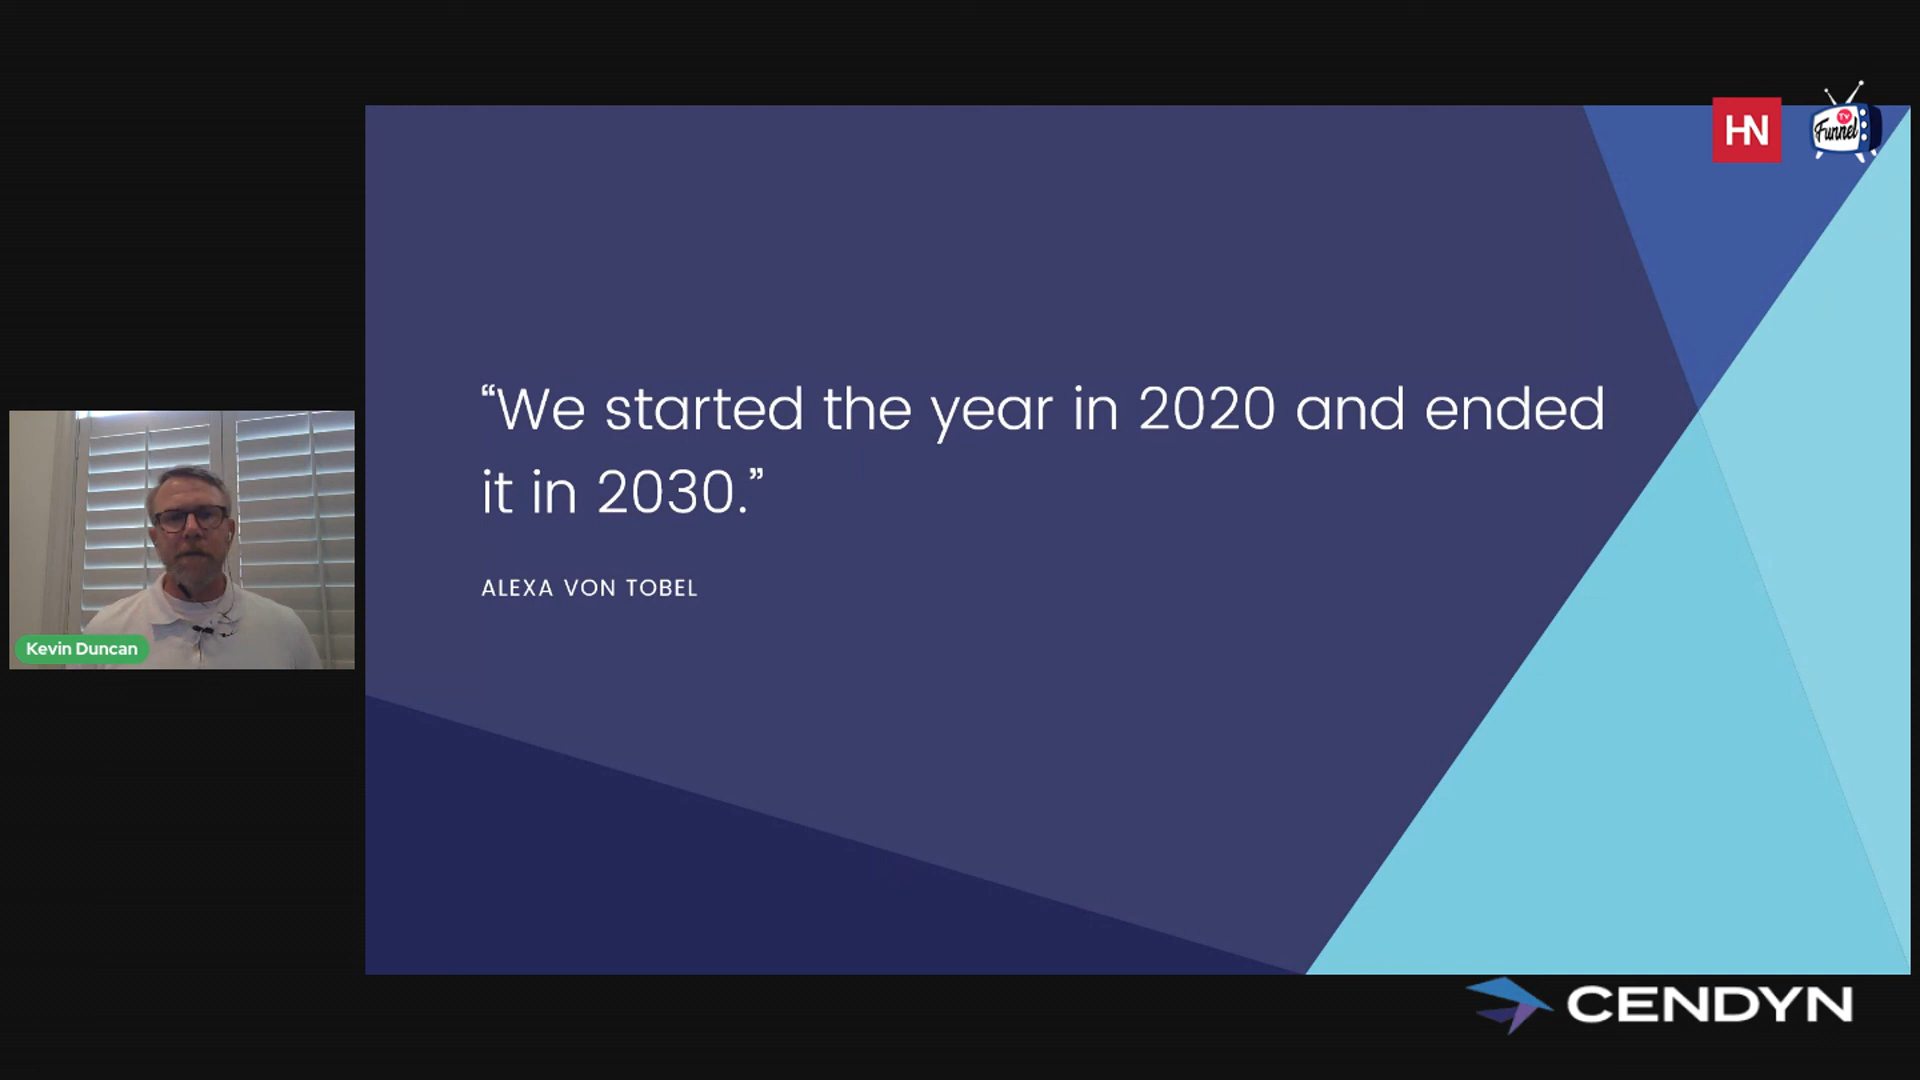 HN
TV
Funnel
“We started the year in 2020 and ended
it in 2030.”
ALEXA VON TOBEL
Kevin Duncan
CENDYN